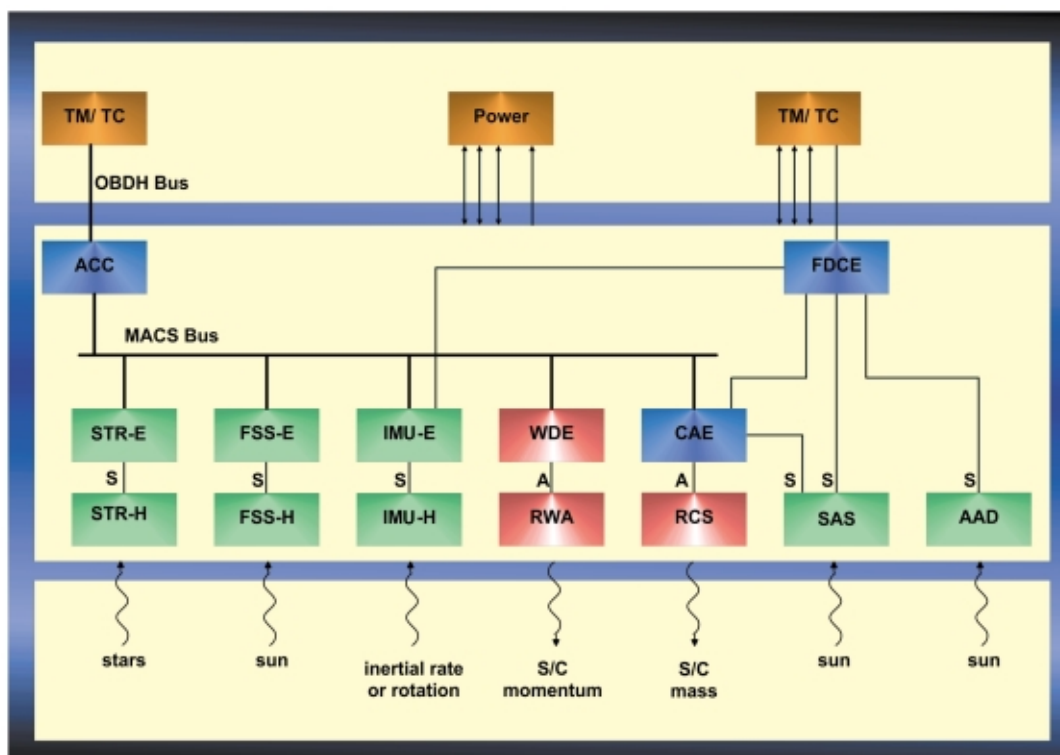 TM/ TC
Power
TM/ TC
OBDH Bus
ACC
FDCE
MACS Bus
STR-E
FSS-E
IMU-E
WDE
CAE
S
S
S
A
A
S
S
S
STR-H
FSS-H
IMU-H
RWA
RCS
SAS
AAD
stars
sun
inertial rate
or rotation
S/C
momentum
S/C
mass
sun
sun